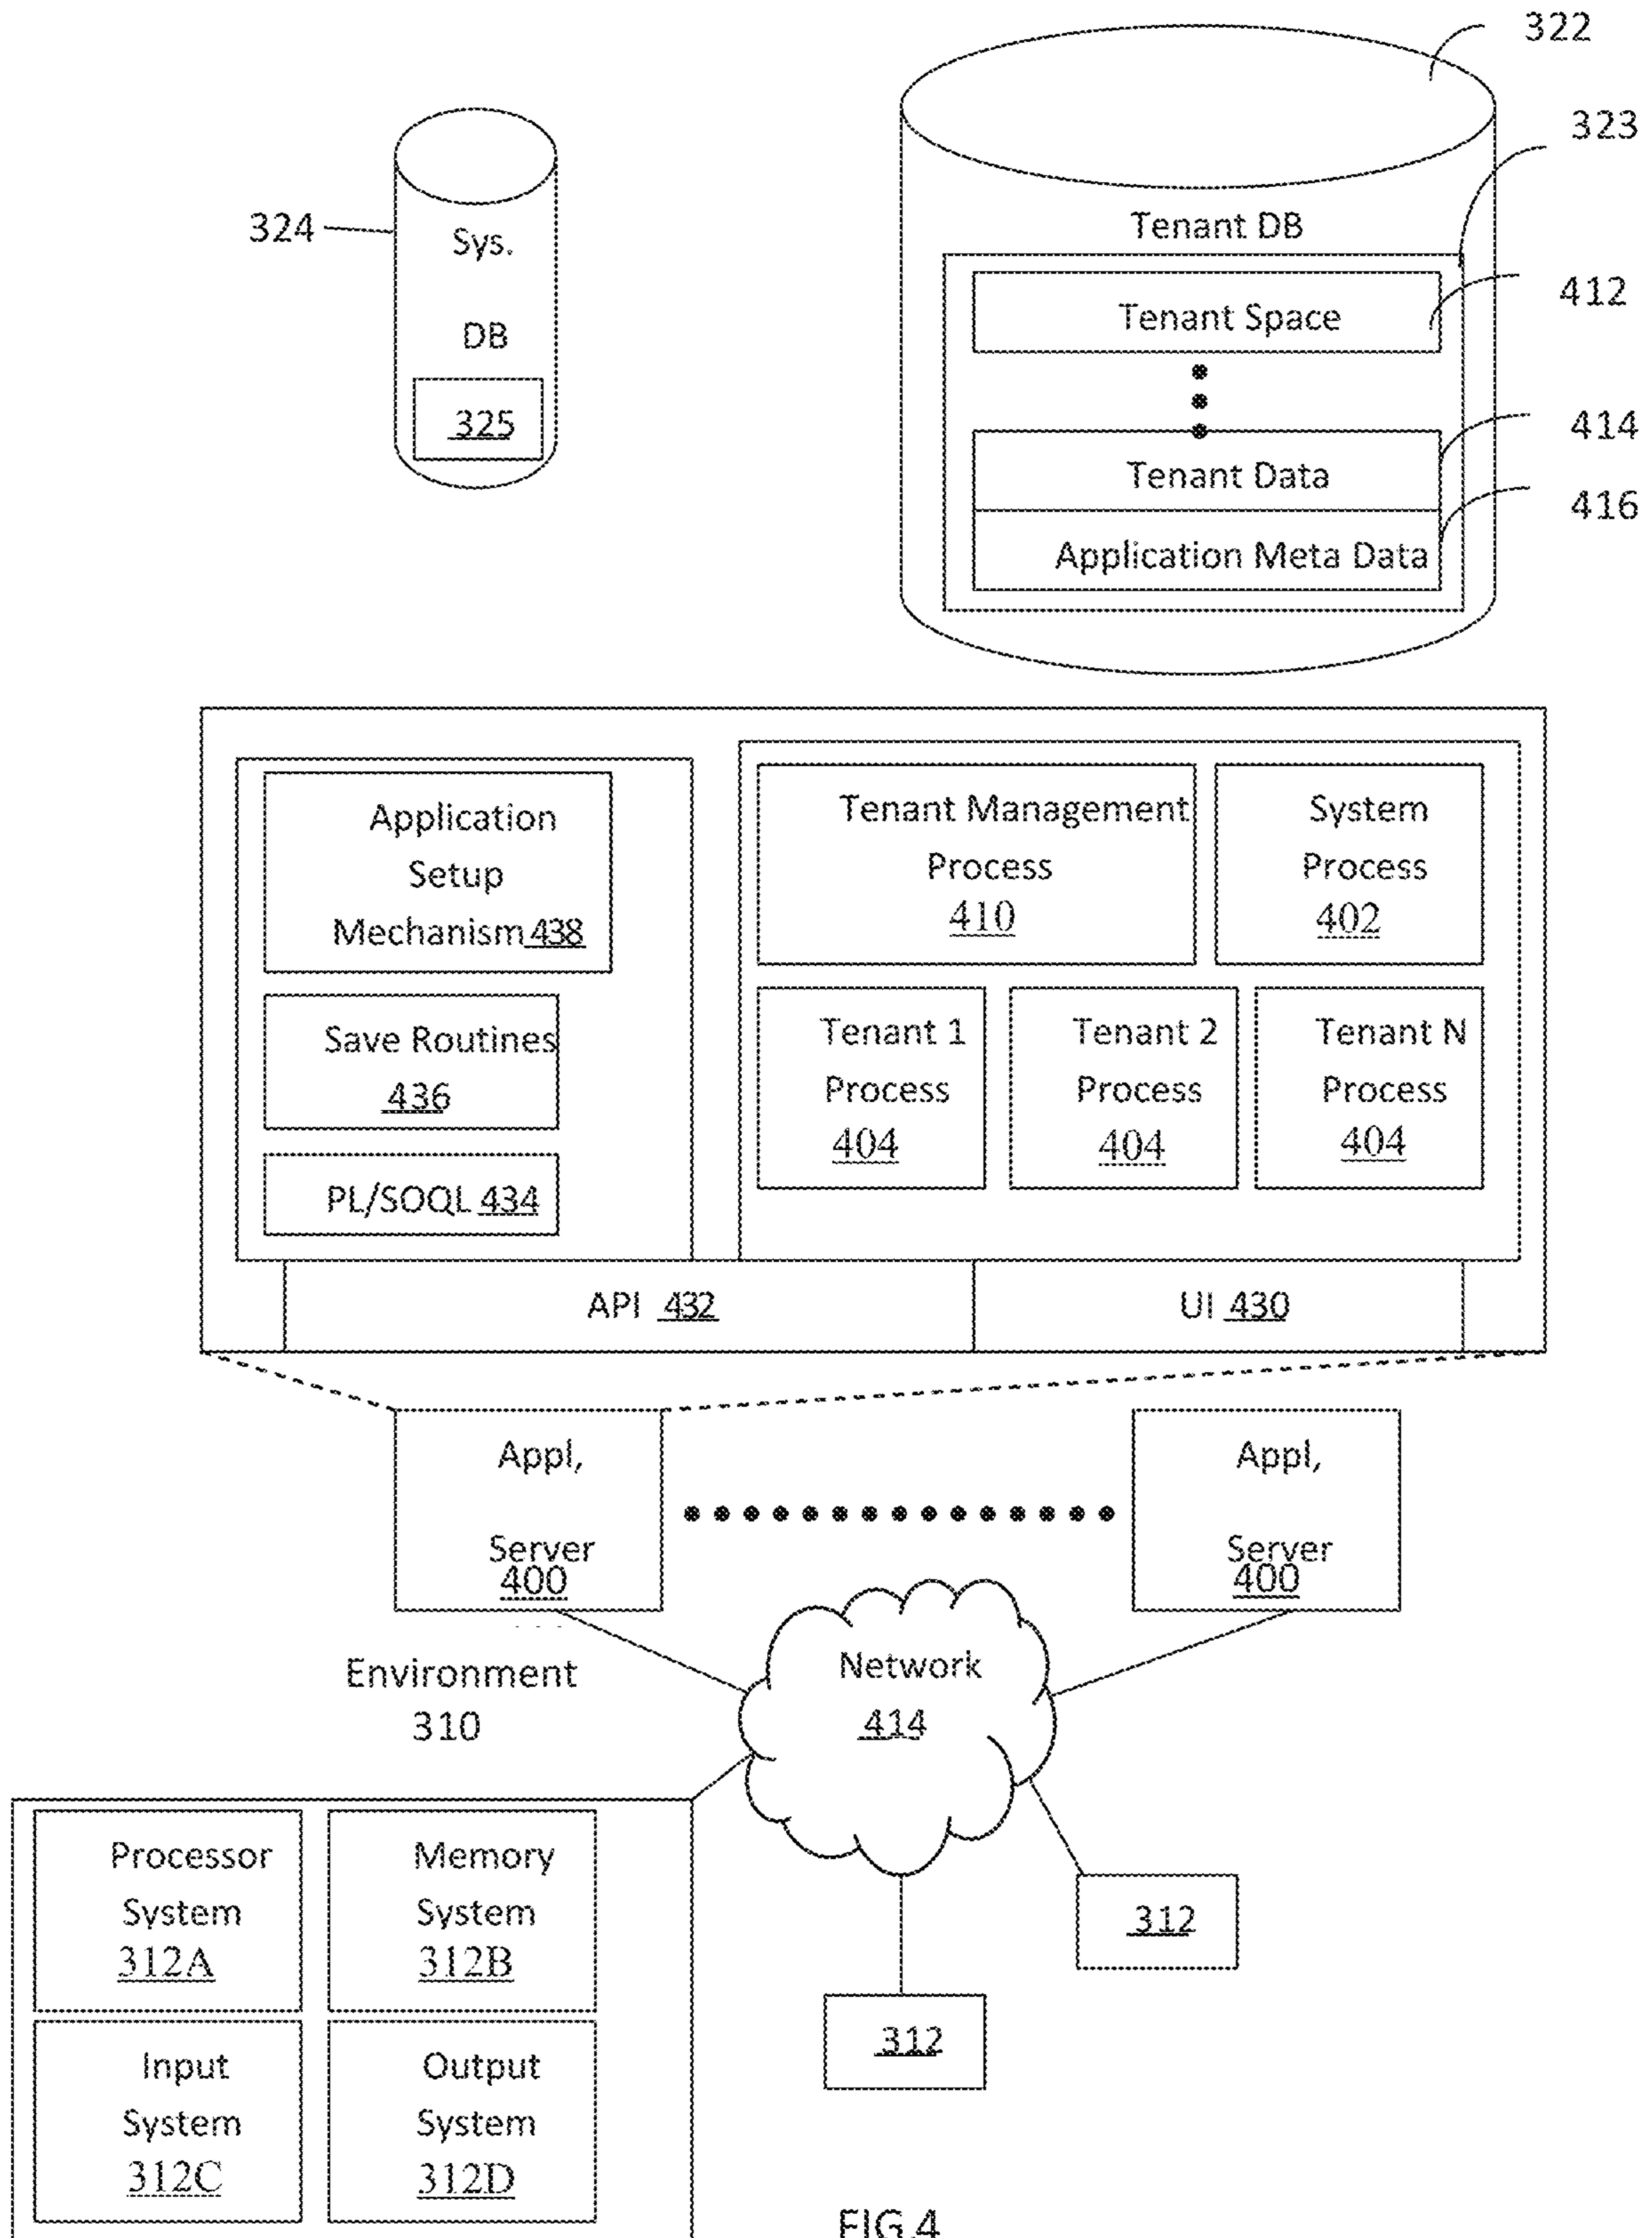 322
323
324
Sys.
DB
325
Tenant DB
Tenant Space
412
414
Tenant Data
416
Application Meta Data
Application
Setup
Mechanism 438
Save Routines
436
PL/SOQL 434
Tenant Management
Process
410
System
Process
402
Tenant 1
Process
404
Tenant 2
Process
404
Tenant N
Process
404
API 432
UI 430
Appl,
Server
400
Appl,
Server
400
Environment
310
Network
414
Processor
System
312A
Memory
System
312B
Input
System
312C
Output
System
312D
312
312
FIG.4